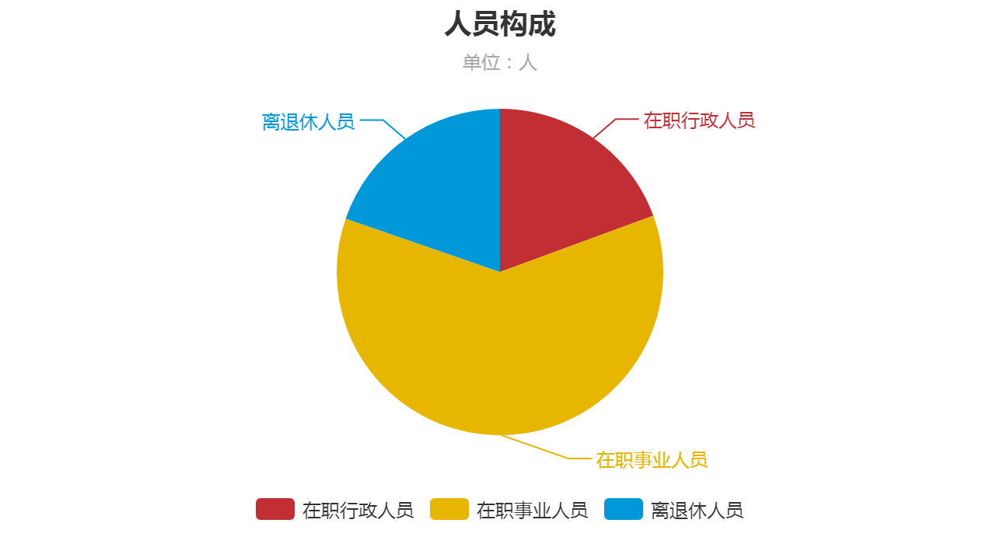 人员构成
单位：人
离退休人员
在职行政人员
在职事业人员
在职行政人员 在职事业人员 离退休人员